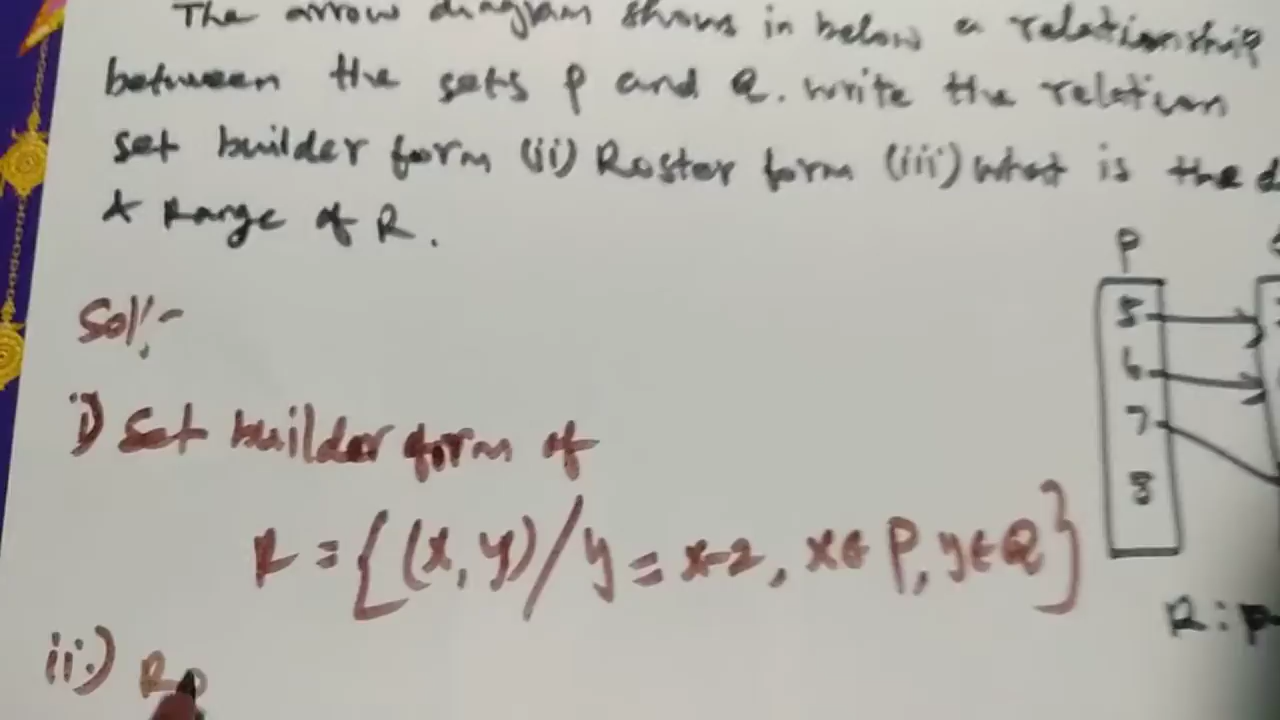 The arrow diagram shows in below a relationship
between the sets P and Q. write the relation
set builder form (ii) Roster form (iii) what is the
& Range of R.
Sol:-
i) Set builder form of
R = {(x, y) / y = x-2, x ∈ P, y ∈ Q}
P
5
6
7
8
R : P
ii) Ro